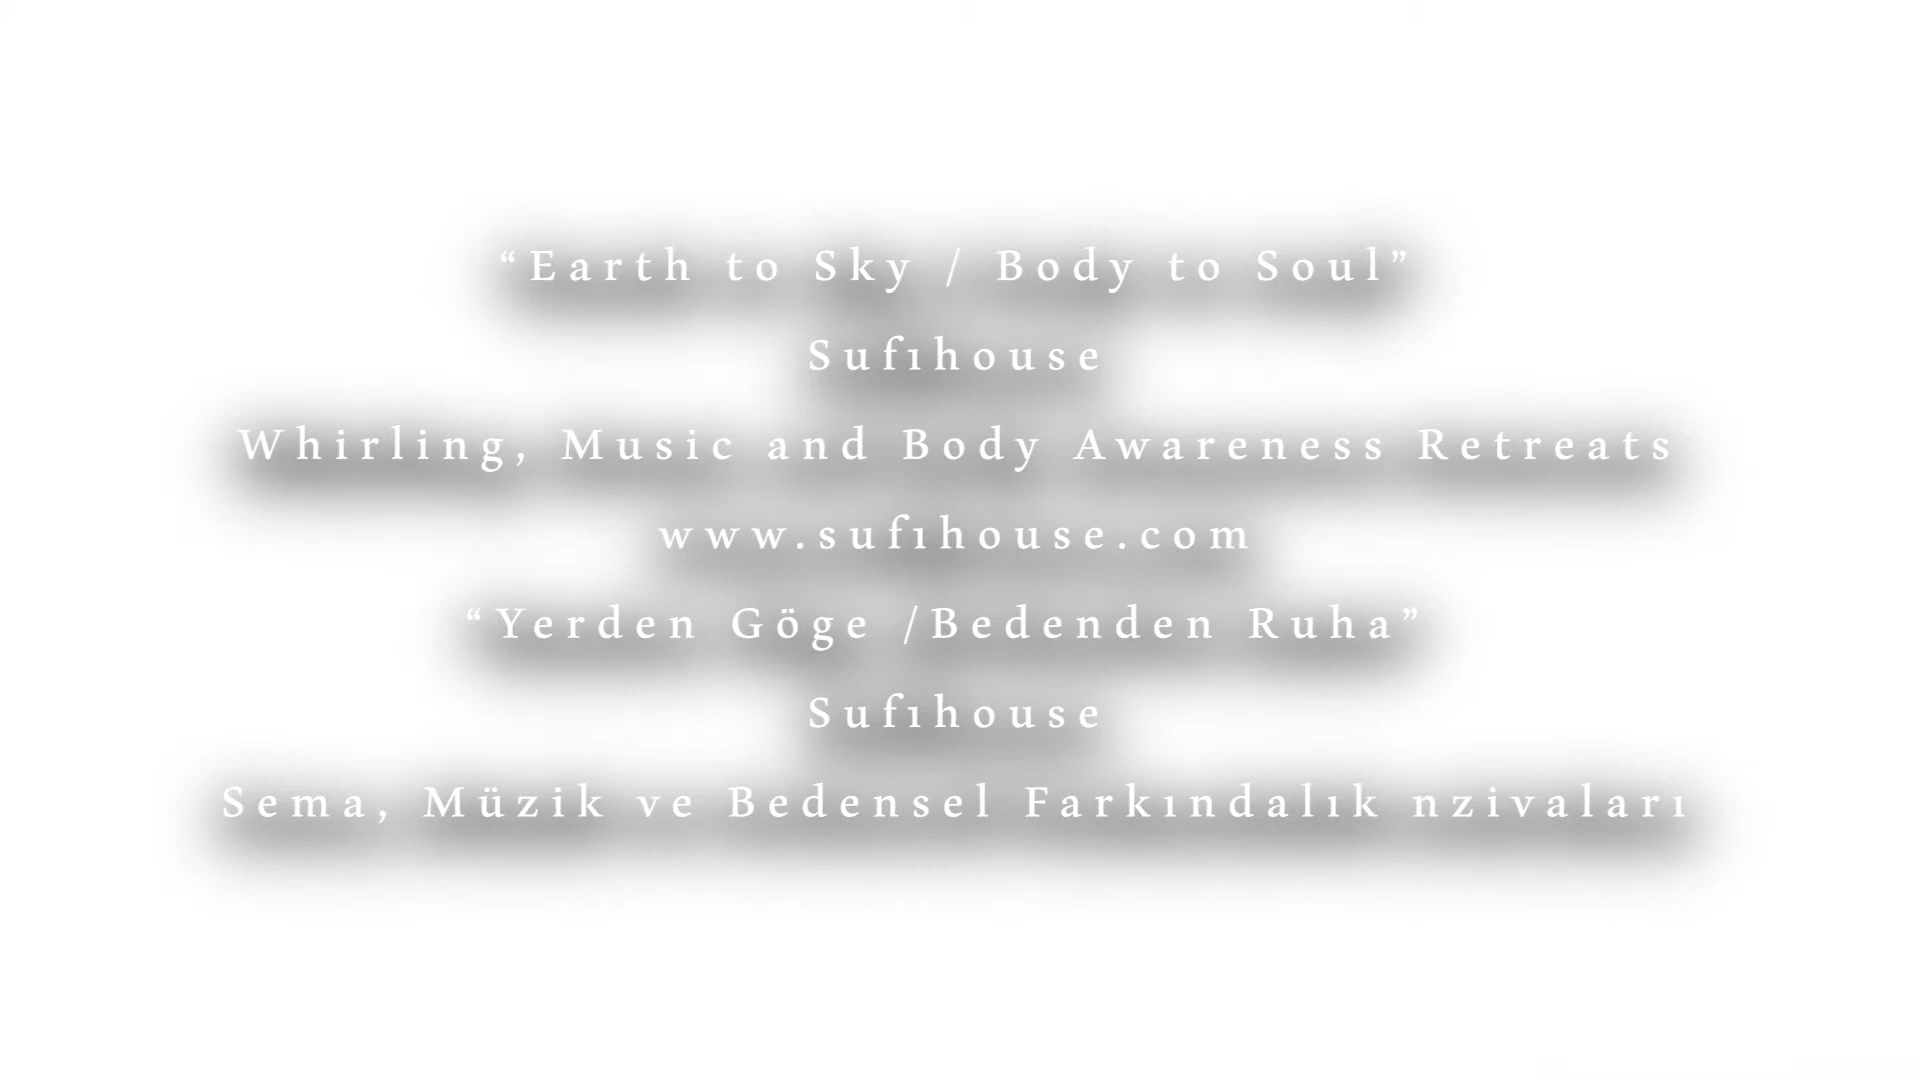 “Earth to Sky / Body to Soul”
Sufıhouse
Whirling, Music and Body Awareness Retreats
www.sufıhouse.com
“Yerden Göge /Bedenden Ruha”
Sufıhouse
Sema, Müzik ve Bedensel Farkındalık nzivaları